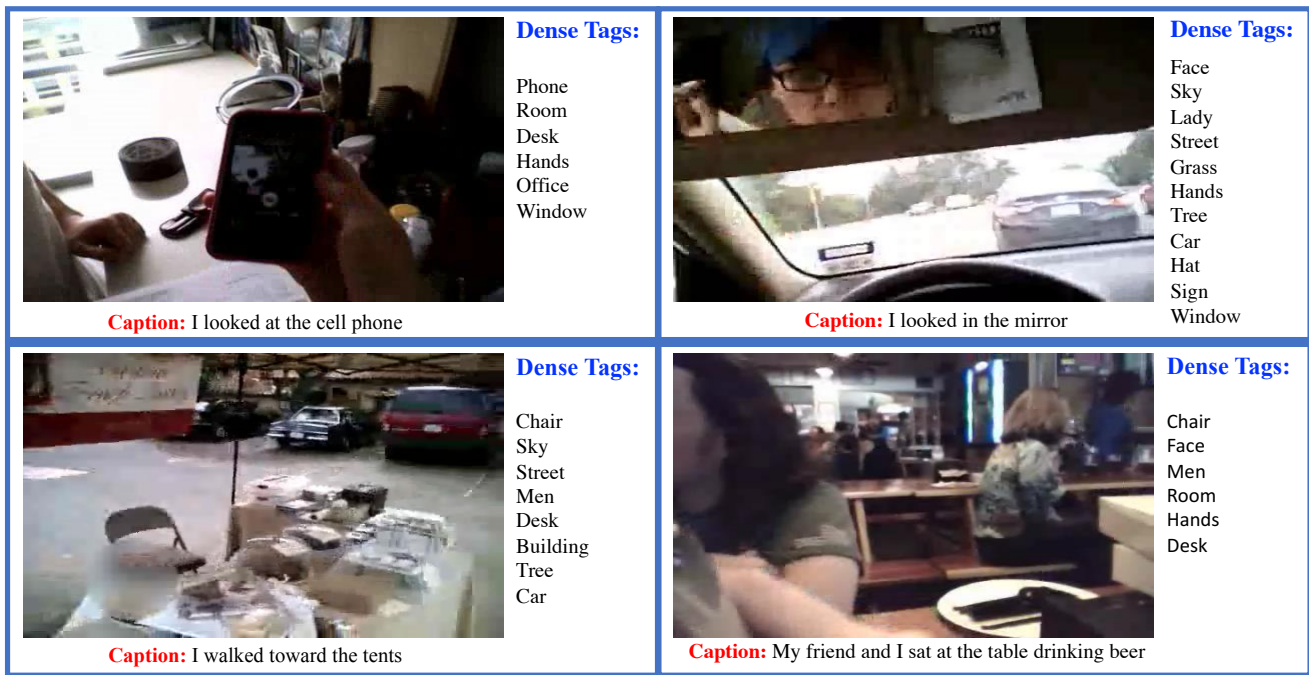 Dense Tags:
Phone
Room
Desk
Hands
Office
Window
Caption: I looked at the cell phone
Dense Tags:
Face
Sky
Lady
Street
Grass
Hands
Tree
Car
Hat
Sign
Window
Caption: I looked in the mirror
Dense Tags:
Chair
Sky
Street
Men
Desk
Building
Tree
Car
Caption: I walked toward the tents
Dense Tags:
Chair
Face
Men
Room
Hands
Desk
Caption: My friend and I sat at the table drinking beer